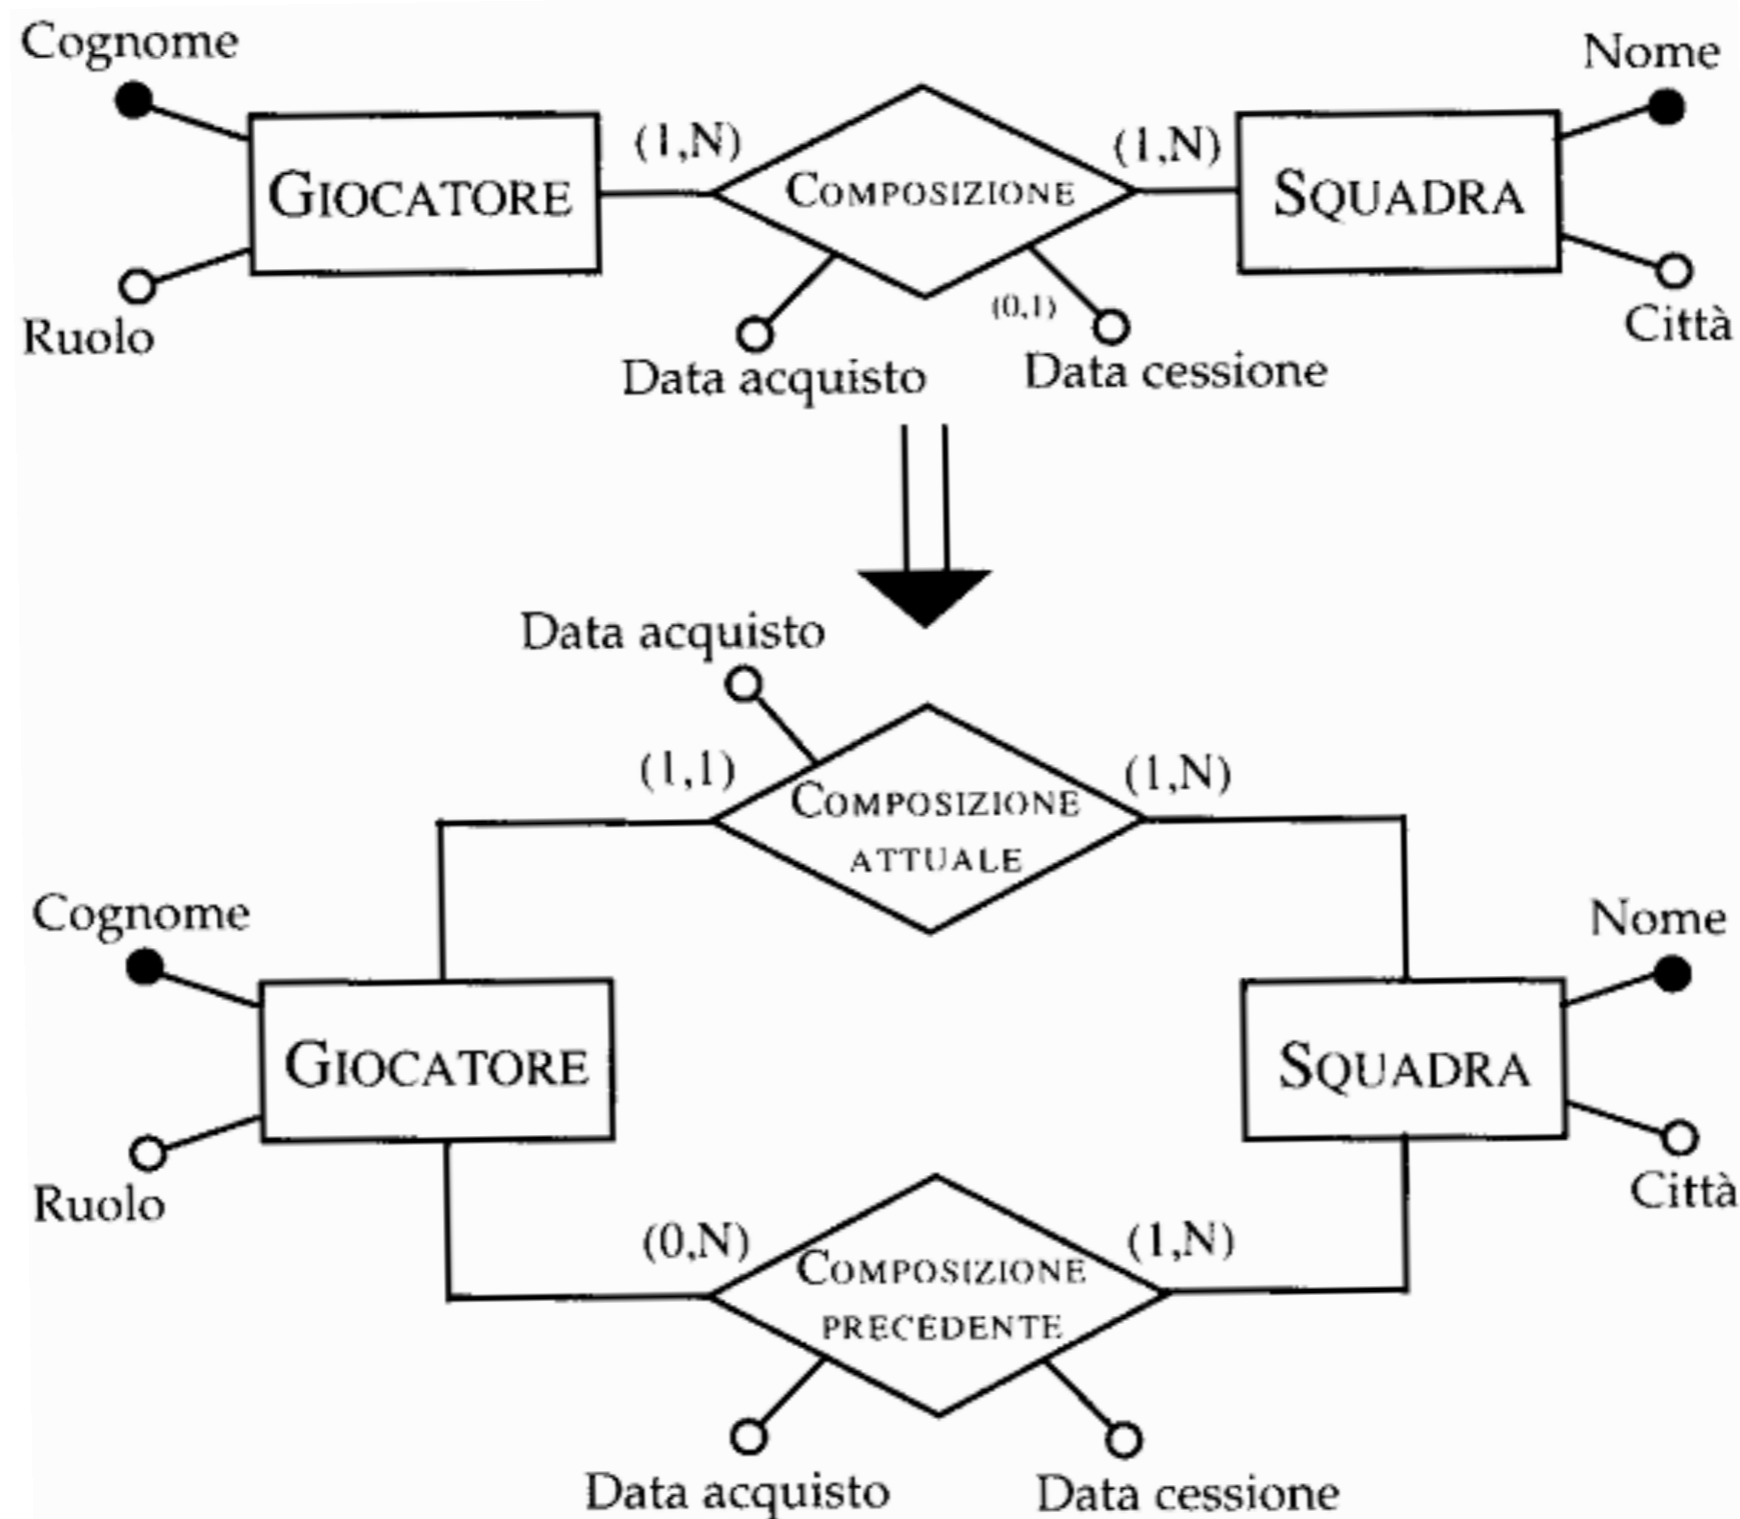 Cognome
Nome
(1,N)
(1,N)
GIOCATORE
COMPOSIZIONE
SQUADRA
(0,1)
Ruolo
Città
Data acquisto
Data cessione
Data acquisto
(1,1)
(1,N)
COMPOSIZIONE
ATTUALE
Cognome
Nome
GIOCATORE
SQUADRA
Ruolo
Città
(0,N)
(1,N)
COMPOSIZIONE
PRECEDENTE
Data acquisto
Data cessione